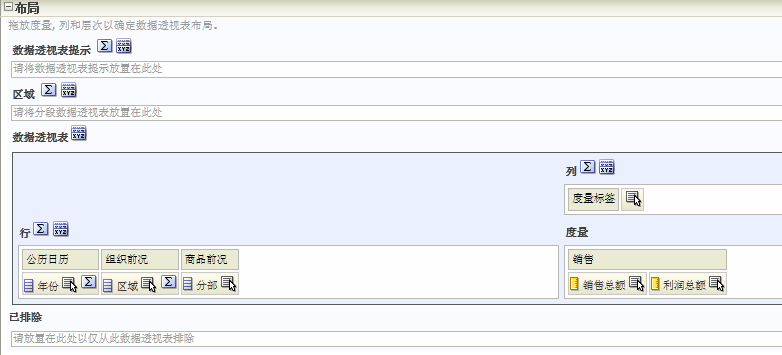 布局
拖放度量, 列和层次以确定数据透视表布局.
数据透视表提示 Σ XYZ
请将数据透视表提示放置在此处
区域 Σ XYZ
请将分段数据透视表放置在此处
数据透视表 XYZ
列 Σ XYZ
度量标签
行 Σ XYZ
度量
公历日历 组织前况 商品前况
销售
年份 Σ 区域 Σ 分部
销售总额 利润总额
已排除
请放置在此处以仅从此数据透视表排除